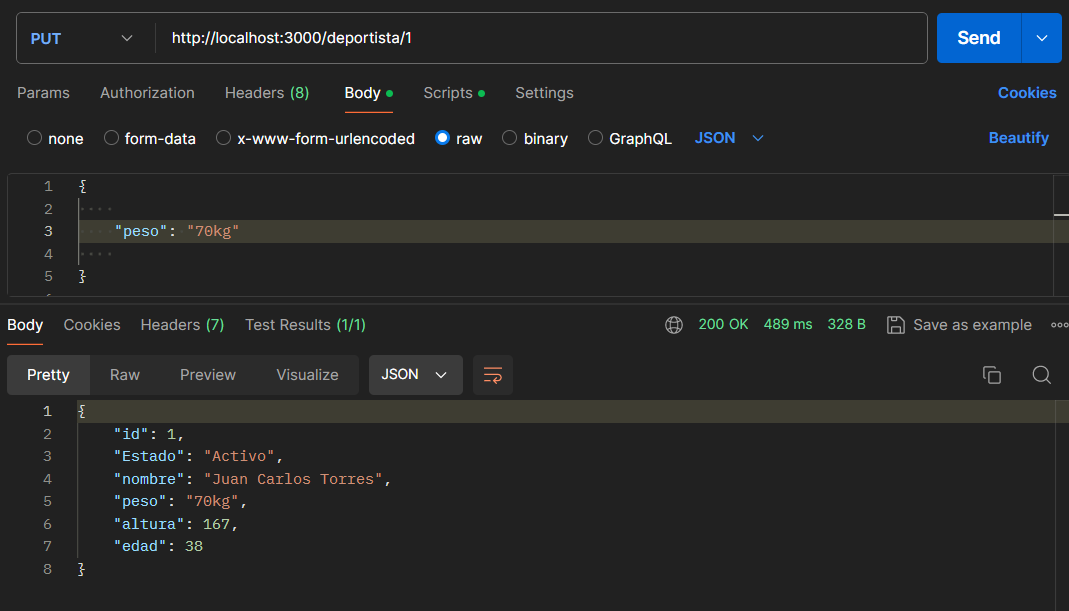 PUT http://localhost:3000/deportista/1 Send
Params Authorization Headers (8) Body Scripts Settings Cookies
none form-data x-www-form-urlencoded raw binary GraphQL JSON Beautify
1 {
2
3 "peso": "70kg"
4
5 }
Body Cookies Headers (7) Test Results (1/1) 200 OK 489 ms 328 B Save as example
Pretty Raw Preview Visualize JSON
1 {
2 "id": 1,
3 "Estado": "Activo",
4 "nombre": "Juan Carlos Torres",
5 "peso": "70kg",
6 "altura": 167,
7 "edad": 38
8 }